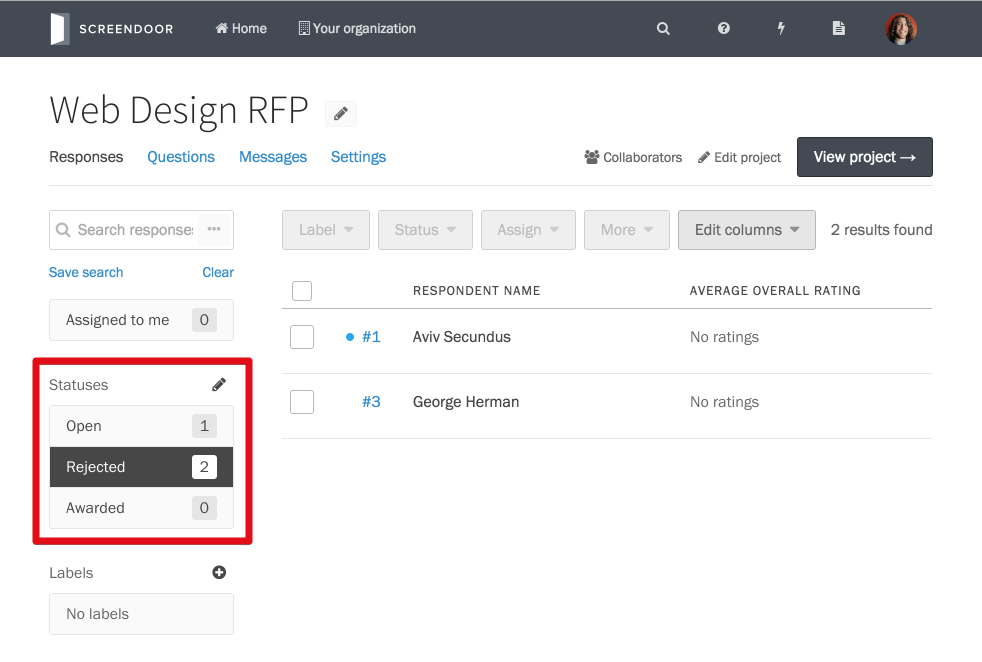 SCREENDOOR Home Your organization
Web Design RFP
Responses Questions Messages Settings Collaborators Edit project View project →
Search responses ... Label Status Assign More Edit columns 2 results found
Save search Clear
RESPONDENT NAME AVERAGE OVERALL RATING
Assigned to me 0
#1 Aviv Secundus No ratings
Statuses
#3 George Herman No ratings
Open 1
Rejected 2
Awarded 0
Labels
No labels